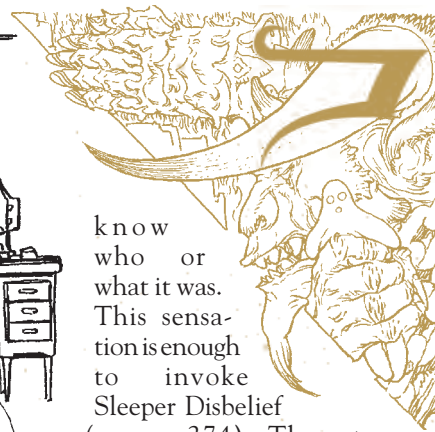 know
who or
what it was.
This sensa-
tion is enough
to invoke
Sleeper Disbelief